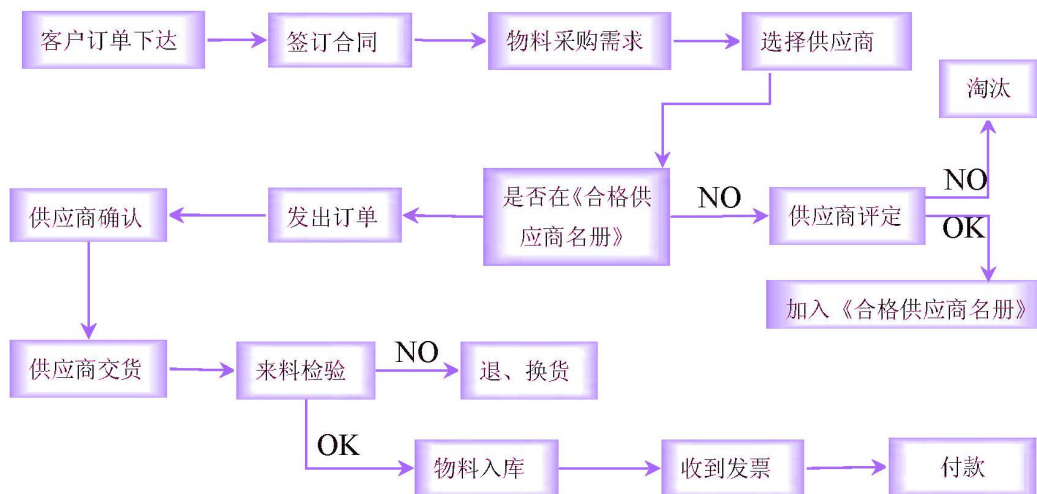 客户订单下达
签订合同
物料采购需求
选择供应商
淘汰
供应商确认
发出订单
是否在《合格供
应商名册》
NO
供应商评定
NO
OK
加入《合格供应商名册》
供应商交货
来料检验
NO
退、换货
OK
物料入库
收到发票
付款